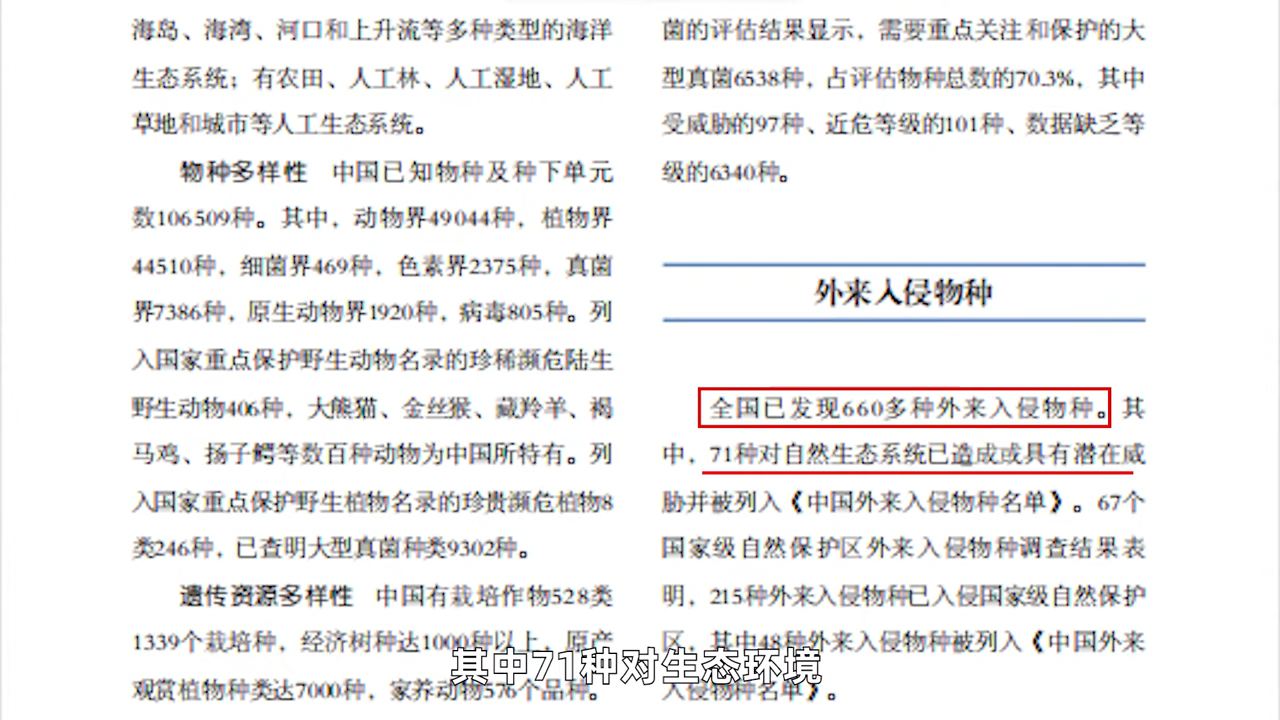 海岛、海湾、河口和上升流等多种类型的海洋
生态系统；有农田、人工林、人工湿地、人工
草地和城市等人工生态系统。
物种多样性 中国已知物种及种下单元
数106509种。其中，动物界49044种，植物界
44510种，细菌界469种，色素界2375种，真菌
界7386种，原生动物界1920种，病毒805种。列
入国家重点保护野生动物名录的珍稀濒危陆生
野生动物406种，大熊猫、金丝猴、藏羚羊、褐
马鸡、扬子鳄等数百种动物为中国所特有。列
入国家重点保护野生植物名录的珍贵濒危植物8
类246种，已查明大型真菌种类9302种。
遗传资源多样性 中国有栽培作物528类
1339个栽培种，经济树种达1000种以上，原产
观赏植物种类达7000种，家养动物576个品种。
菌的评估结果显示，需要重点关注和保护的大
型真菌6538种，占评估物种总数的70.3%，其中
受威胁的97种、近危等级的101种、数据缺乏等
级的6340种。
外来入侵物种
全国已发现660多种外来入侵物种。其
中，71种对自然生态系统已造成或具有潜在威
胁并被列入《中国外来入侵物种名单》。67个
国家级自然保护区外来入侵物种调查结果表
明，215种外来入侵物种已入侵国家级自然保护
区，其中48种外来入侵物种被列入《中国外来
入侵物种名单》。
其中71种对生态环境